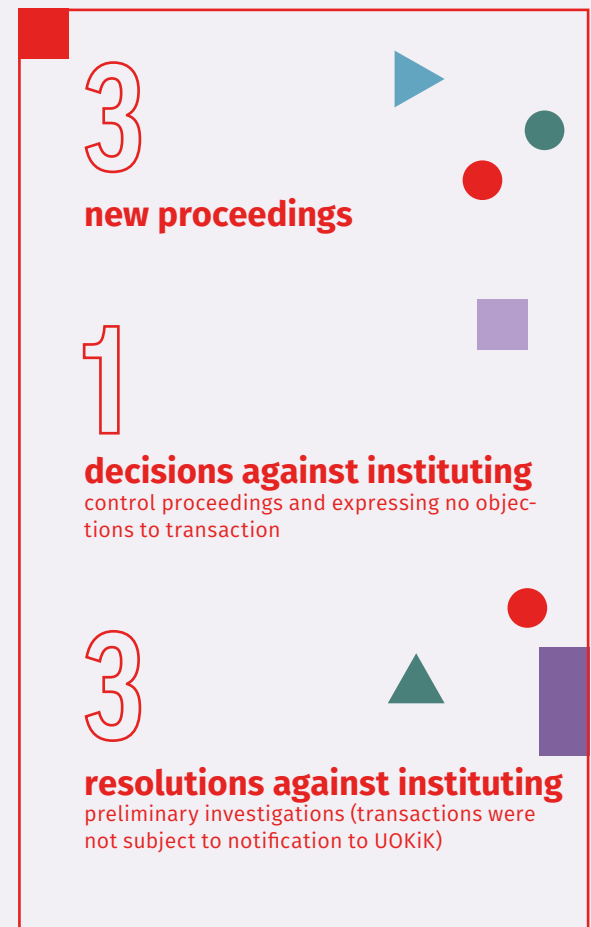 3
new proceedings
1
decisions against instituting
control proceedings and expressing no objec-
tions to transaction
3
resolutions against instituting
preliminary investigations (transactions were
not subject to notification to UOKiK)